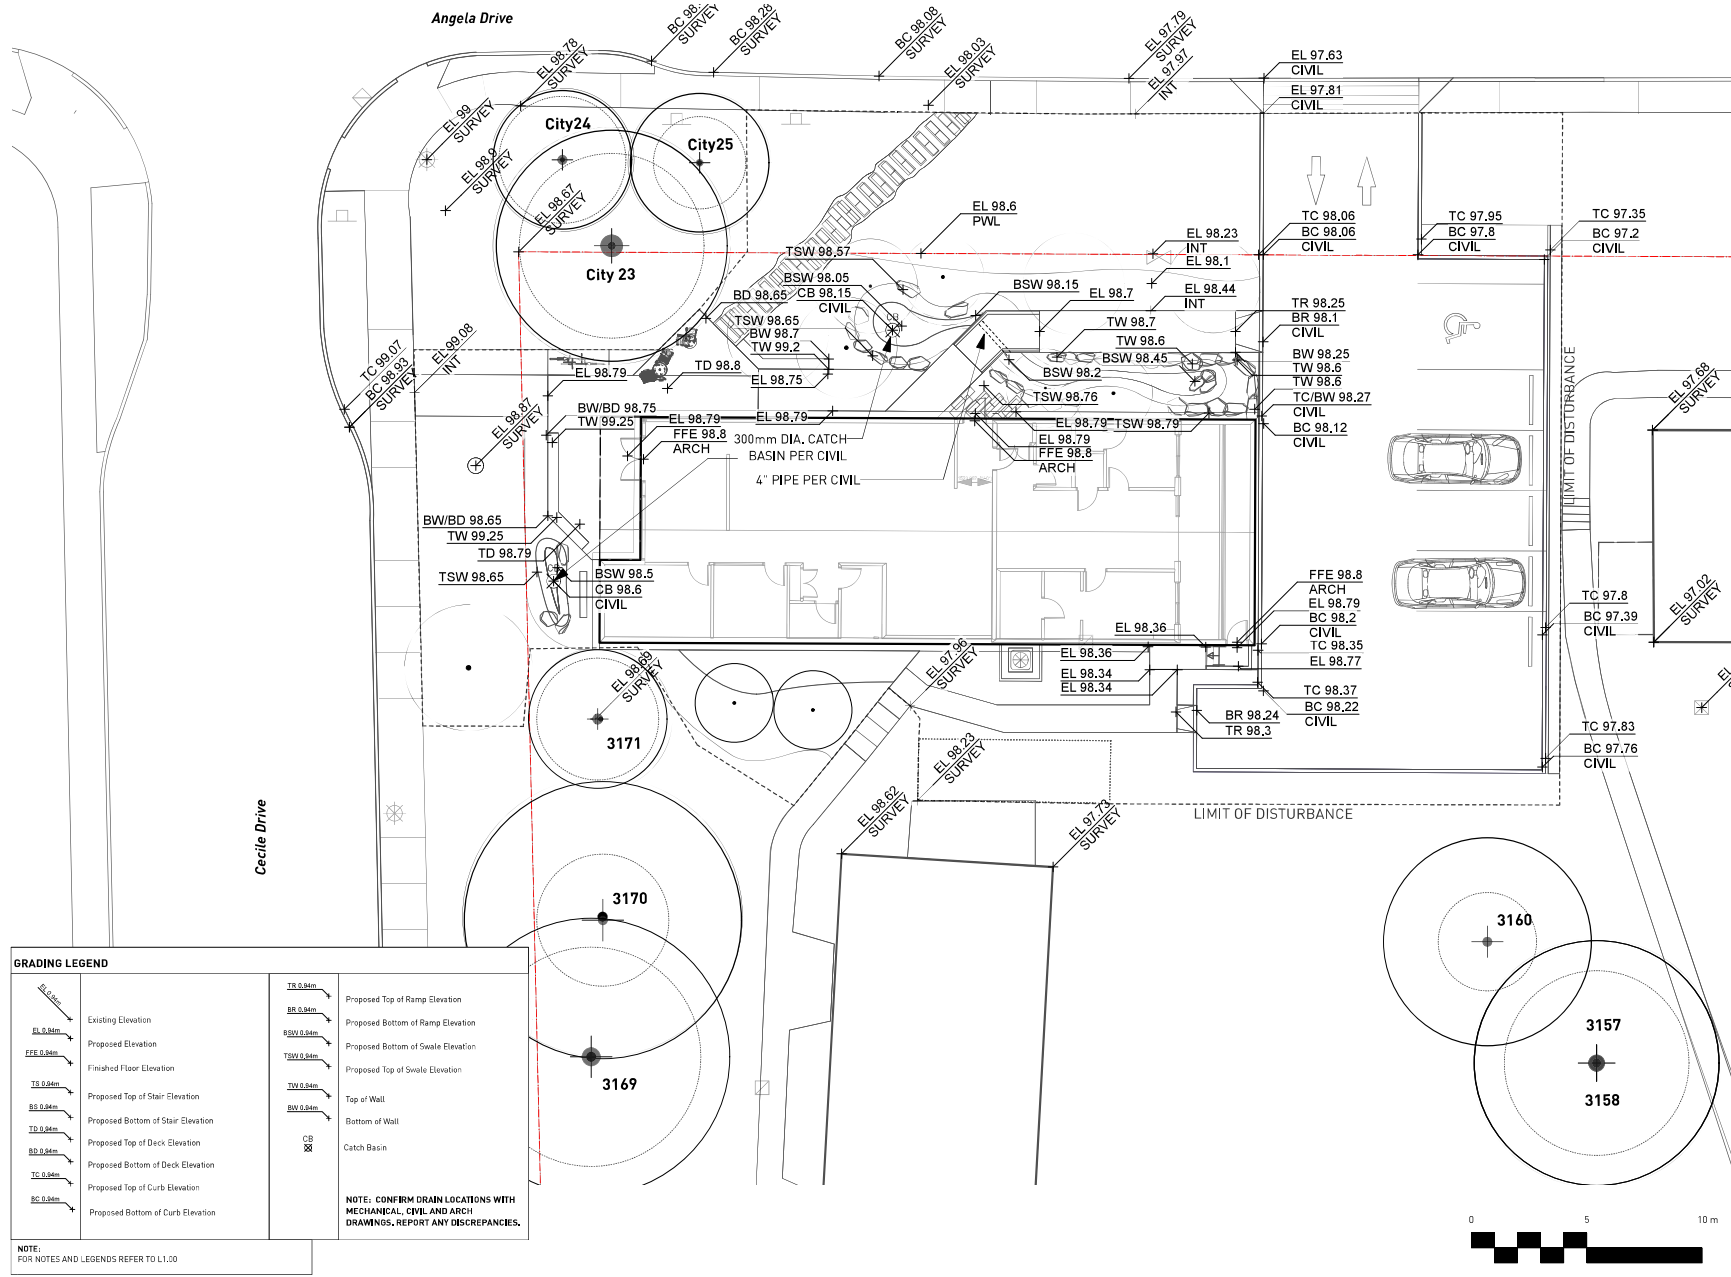 Angela Drive
BC 98.
SURVEY
BC 98.28
SURVEY
BC 98.08
SURVEY
EL 98.03
SURVEY
EL 97.79
SURVEY
EL 97.97
INT
EL 97.63
CIVIL
EL 97.81
CIVIL
EL 98.78
SURVEY
EL 99
SURVEY
EL 98.9
SURVEY
EL 98.67
SURVEY
City24
City25
City 23
EL 98.6
PWL
EL 98.23
INT
EL 98.1
EL 98.44
INT
TC 98.06
BC 98.06
CIVIL
TC 97.95
BC 97.8
CIVIL
TC 97.35
BC 97.2
CIVIL
TSW 98.57
BSW 98.05
CB 98.15
CIVIL
CB
BD 98.65
BSW 98.15
EL 98.7
TSW 98.65
BW 98.7
TW 99.2
TW 98.7
TW 98.6
BSW 98.45
BSW 98.2
TR 98.25
BR 98.1
CIVIL
BW 98.25
TW 98.6
TW 98.6
TC/BW 98.27
CIVIL
BC 98.12
CIVIL
TC 99.07
BC 98.93
SURVEY
EL 99.08
INT
EL 98.79
TD 98.8
EL 98.75
TSW 98.76
EL 98.87
SURVEY
BW/BD 98.75
TW 99.25
EL 98.79
FFE 98.8
ARCH
EL 98.79
300mm DIA. CATCH
BASIN PER CIVIL
4" PIPE PER CIVIL
EL 98.79
TSW 98.79
EL 98.79
FFE 98.8
ARCH
LIMIT OF DISTURBANCE
EL 97.68
SURVEY
BW/BD 98.65
TW 99.25
TD 98.79
TSW 98.65
BSW 98.5
CB 98.6
CIVIL
FFE 98.8
ARCH
EL 98.79
BC 98.2
CIVIL
TC 98.35
EL 98.77
TC 98.37
BC 98.22
CIVIL
TC 97.8
BC 97.39
CIVIL
EL 97.02
SURVEY
EL 98.36
EL 98.36
EL 98.34
EL 98.34
BR 98.24
TR 98.3
EL 98.69
SURVEY
EL 97.96
SURVEY
EL 98.23
SURVEY
EL 98.62
SURVEY
EL 97.73
SURVEY
TC 97.83
BC 97.76
CIVIL
LIMIT OF DISTURBANCE
3171
3170
3169
3160
3157
3158
Cecile Drive
GRADING LEGEND
EL 0.94m
Existing Elevation
EL 0.94m
Proposed Elevation
FFE 0.94m
Finished Floor Elevation
TS 0.94m
Proposed Top of Stair Elevation
BS 0.94m
Proposed Bottom of Stair Elevation
TD 0.94m
Proposed Top of Deck Elevation
BD 0.94m
Proposed Bottom of Deck Elevation
TC 0.94m
Proposed Top of Curb Elevation
BC 0.94m
Proposed Bottom of Curb Elevation
TR 0.94m
Proposed Top of Ramp Elevation
BR 0.94m
Proposed Bottom of Ramp Elevation
BSW 0.94m
Proposed Bottom of Swale Elevation
TSW 0.94m
Proposed Top of Swale Elevation
TW 0.94m
Top of Wall
BW 0.94m
Bottom of Wall
CB
Catch Basin
NOTE: CONFIRM DRAIN LOCATIONS WITH
MECHANICAL, CIVIL AND ARCH
DRAWINGS. REPORT ANY DISCREPANCIES.
NOTE:
FOR NOTES AND LEGENDS REFER TO L1.00
0 5 10 m